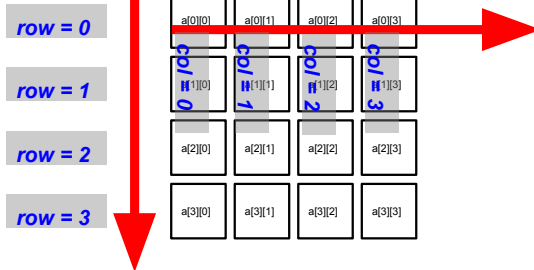 row = 0
a[0][0] a[0][1] a[0][2] a[0][3]
col = 0
col = 1
col = 2
col = 3
row = 1
[1][0] [1][1] [1][2] [1][3]
row = 2
a[2][0] a[2][1] a[2][2] a[2][3]
row = 3
a[3][0] a[3][1] a[3][2] a[3][3]